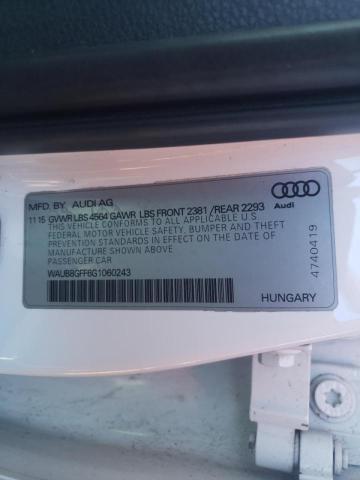 MFD. BY AUDI AG
11 15 GVWR LBS 4564 GAWR LBS FRONT 2381 / REAR 2293
THIS VEHICLE CONFORMS TO ALL APPLICABLE U.S.
FEDERAL MOTOR VEHICLE SAFETY, BUMPER AND THEFT
PREVENTION STANDARDS IN EFFECT ON THE DATE OF
MANUFACTURE SHOWN ABOVE
PASSENGER CAR
WAUB8GFF6G1060243
Audi
4740419
HUNGARY